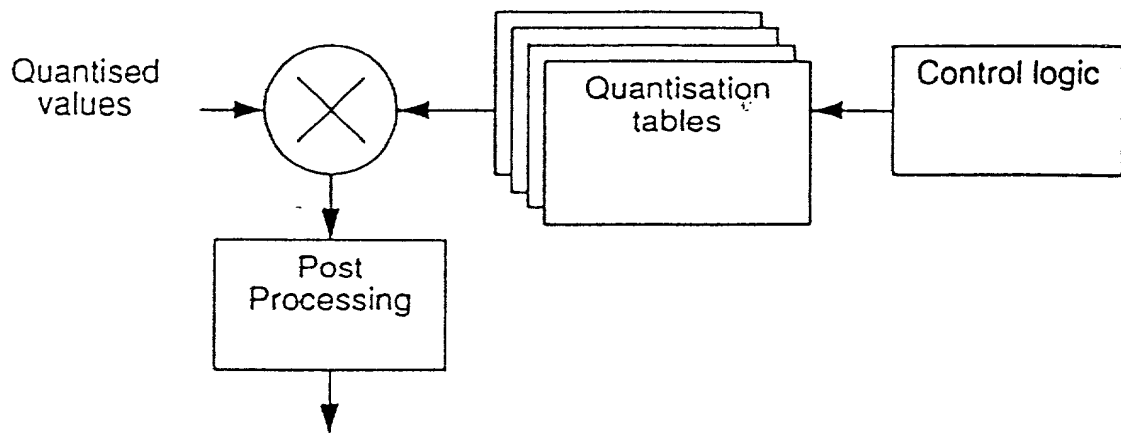 Quantised
values
Quantisation
tables
Control logic
Post
Processing